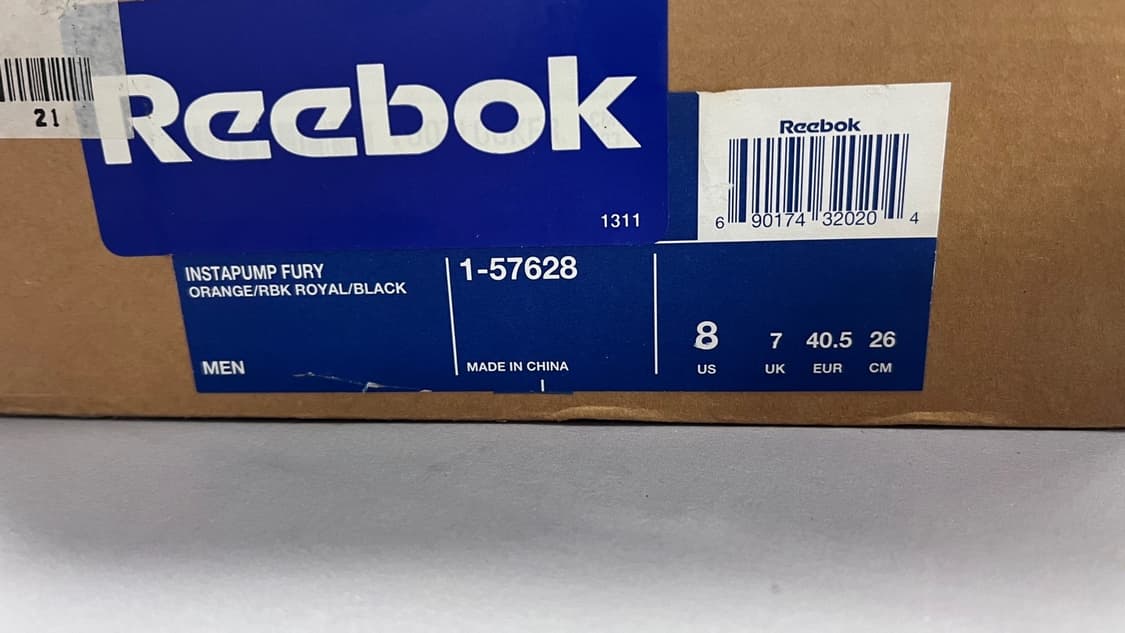 21
Reebok
1311
Reebok
6 90174 32020 4
INSTAPUMP FURY
ORANGE/RBK ROYAL/BLACK
MEN
1-57628
MADE IN CHINA
8 7 40.5 26
US UK EUR CM